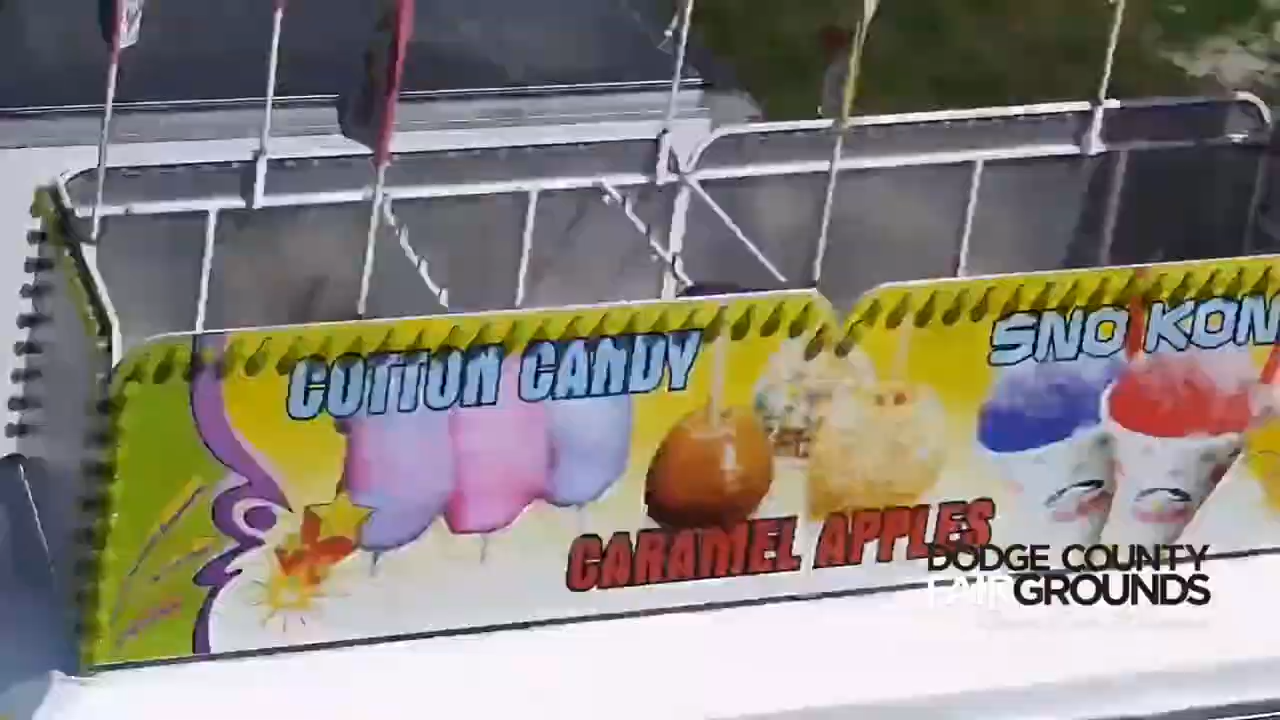 COTTON CANDY
SNO KON
CARAMEL APPLES
DODGE COUNTY
FAIRGROUNDS